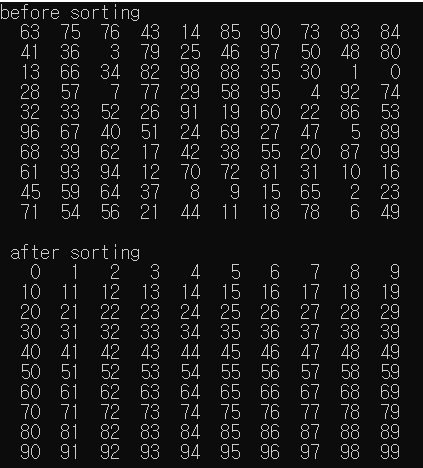 before sorting
63 75 76 43 14 85 90 73 83 84
41 36 3 79 25 46 97 50 48 80
13 66 34 82 98 88 35 30 1 0
28 57 7 77 29 58 95 4 92 74
32 33 52 26 91 19 60 22 86 53
96 67 40 51 24 69 27 47 5 89
68 39 62 17 42 38 55 20 87 99
61 93 94 12 70 72 81 31 10 16
45 59 64 37 8 9 15 65 2 23
71 54 56 21 44 11 18 78 6 49
after sorting
0 1 2 3 4 5 6 7 8 9
10 11 12 13 14 15 16 17 18 19
20 21 22 23 24 25 26 27 28 29
30 31 32 33 34 35 36 37 38 39
40 41 42 43 44 45 46 47 48 49
50 51 52 53 54 55 56 57 58 59
60 61 62 63 64 65 66 67 68 69
70 71 72 73 74 75 76 77 78 79
80 81 82 83 84 85 86 87 88 89
90 91 92 93 94 95 96 97 98 99